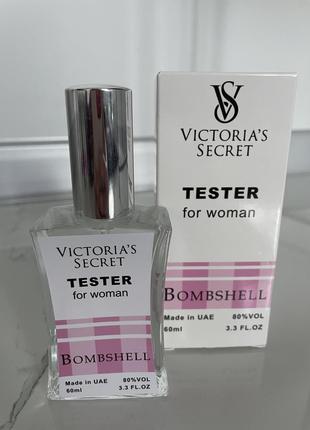 VS
VICTORIA'S
SECRET
TESTER
for woman
BOMBSHELL
Made in UAE 80%VOL
60ml 3.3 FL.OZ
VICTORIA'S
SECRET
TESTER
for woman
BOMBSHELL
Made in UAE 80%VOL
60ml 3.3 FL.OZ